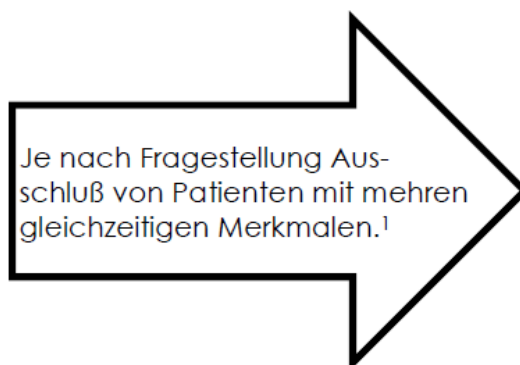 Je nach Fragestellung Aus-
schluß von Patienten mit mehren
gleichzeitigen Merkmalen.¹